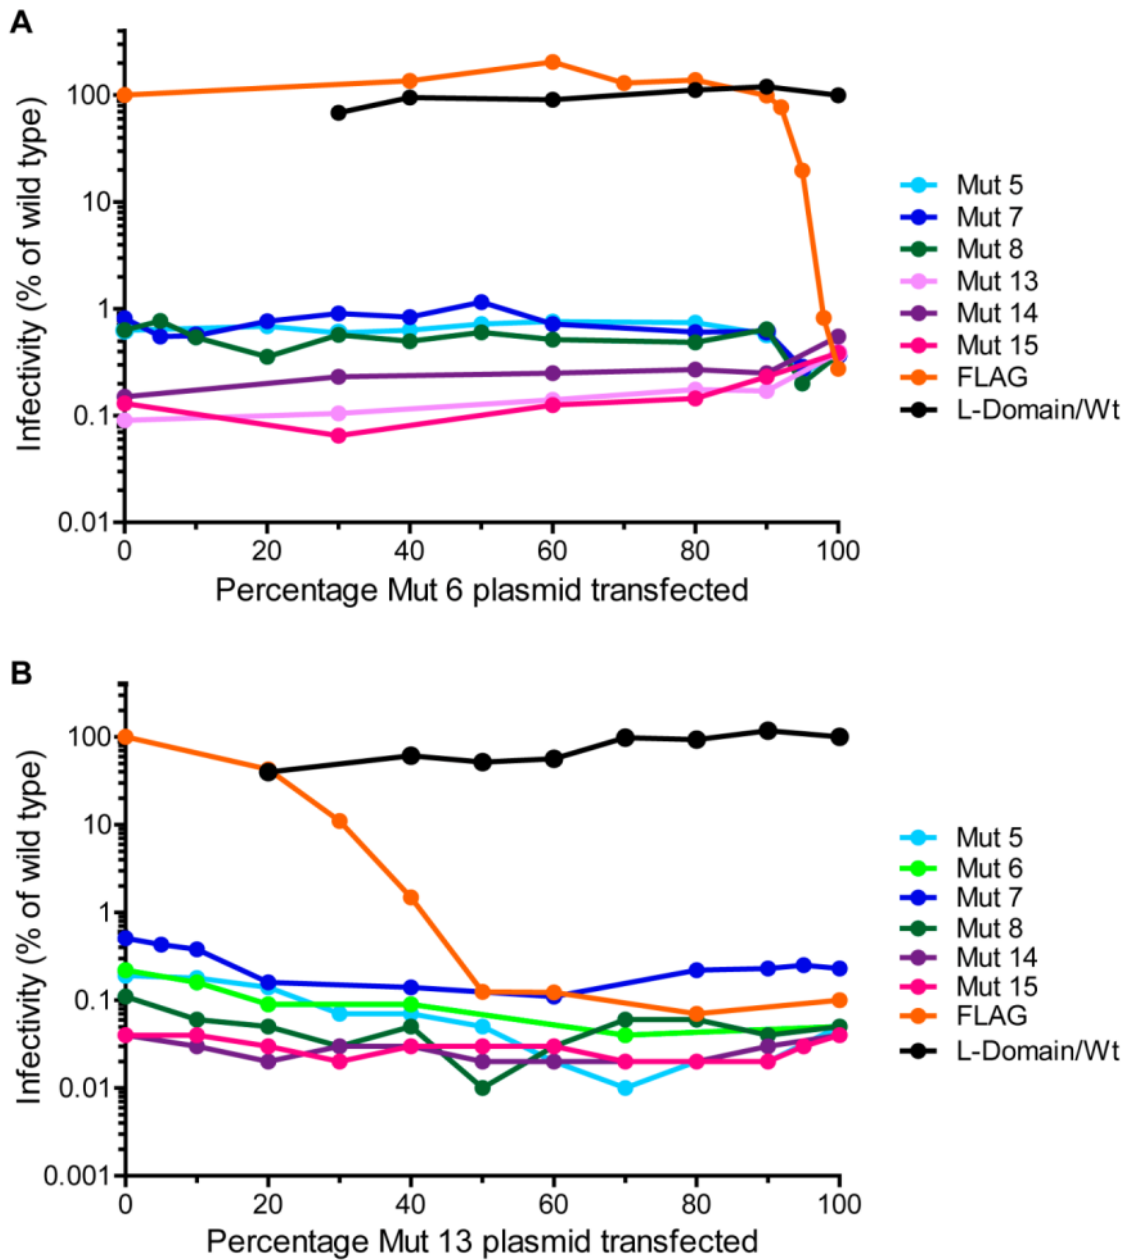 A
Infectivity (% of wild type)
100
10
1
0.1
0.01
0 20 40 60 80 100
Percentage Mut 6 plasmid transfected
Mut 5
Mut 7
Mut 8
Mut 13
Mut 14
Mut 15
FLAG
L-Domain/Wt
B
Infectivity (% of wild type)
100
10
1
0.1
0.01
0.001
0 20 40 60 80 100
Percentage Mut 13 plasmid transfected
Mut 5
Mut 6
Mut 7
Mut 8
Mut 14
Mut 15
FLAG
L-Domain/Wt